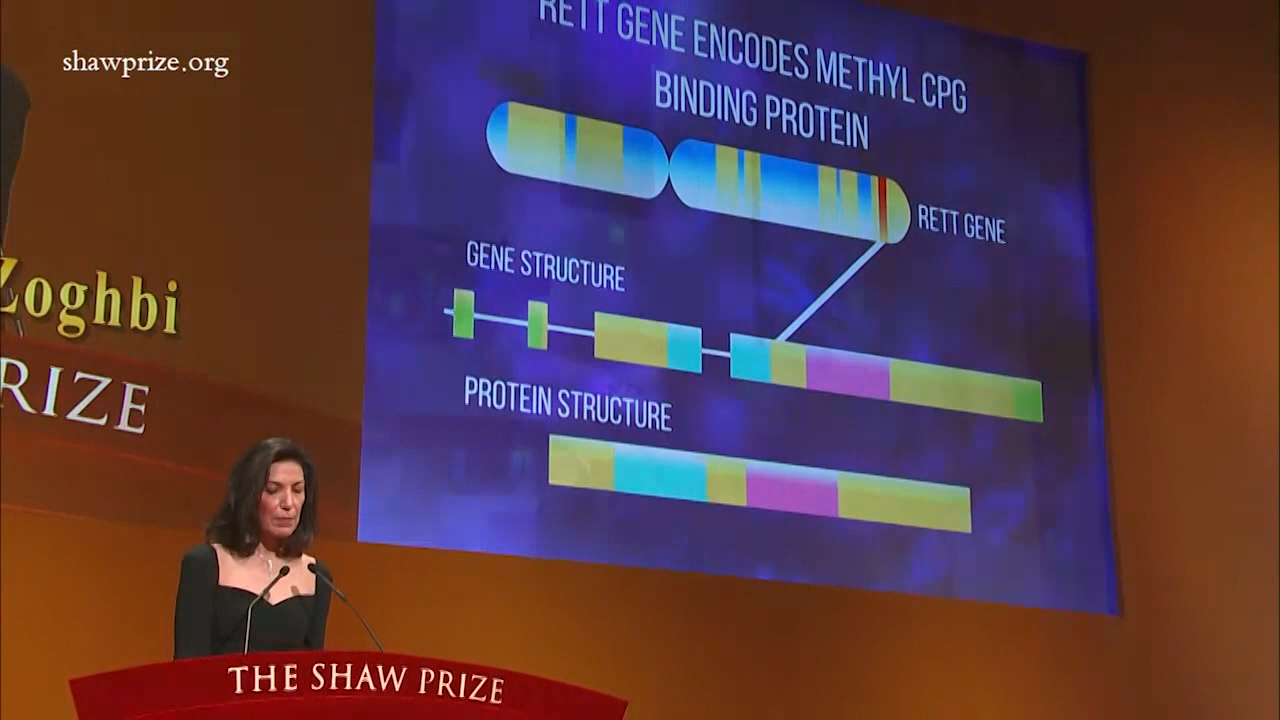 shawprize.org
RETT GENE ENCODES METHYL CPG
BINDING PROTEIN
RETT GENE
GENE STRUCTURE
PROTEIN STRUCTURE
Zoghbi
RIZE
THE SHAW PRIZE